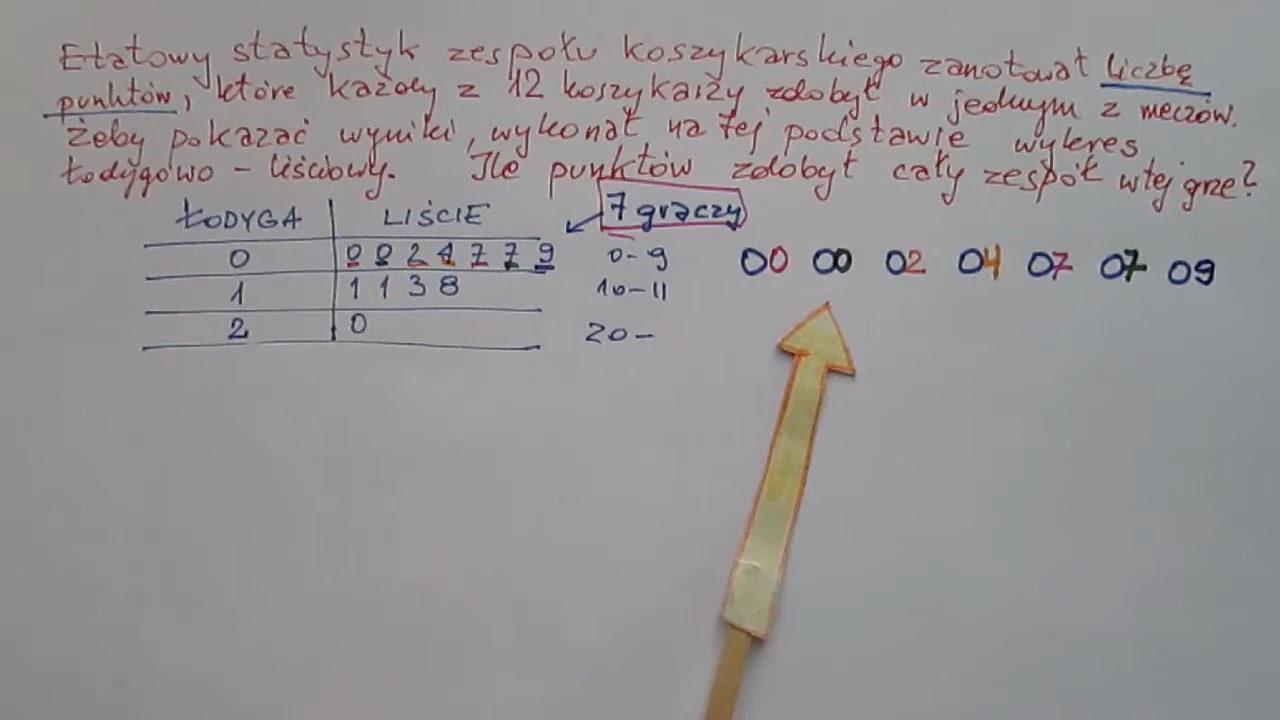 Etatowy statystyk zespołu koszykarskiego zanotował liczbę
punktów, które każdy z 12 koszykarzy zdobył w jednym z meczów.
żeby pokazać wyniki, wykonał na tej podstawie wykres
łodygowo - liściowy. Ile punktów zdobył cały zespół w tej grze?
ŁODYGA LIŚCIE 7 graczy
0 0 0 2 4 7 7 9 0-9 00 00 02 04 07 07 09
1 1 1 3 8 10-11
2 0 20-